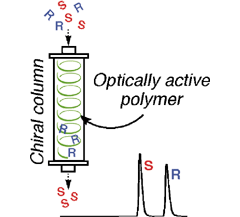 R S S
R R S
Chiral column
Optically active
polymer
R R
R
S S
S S
S
R